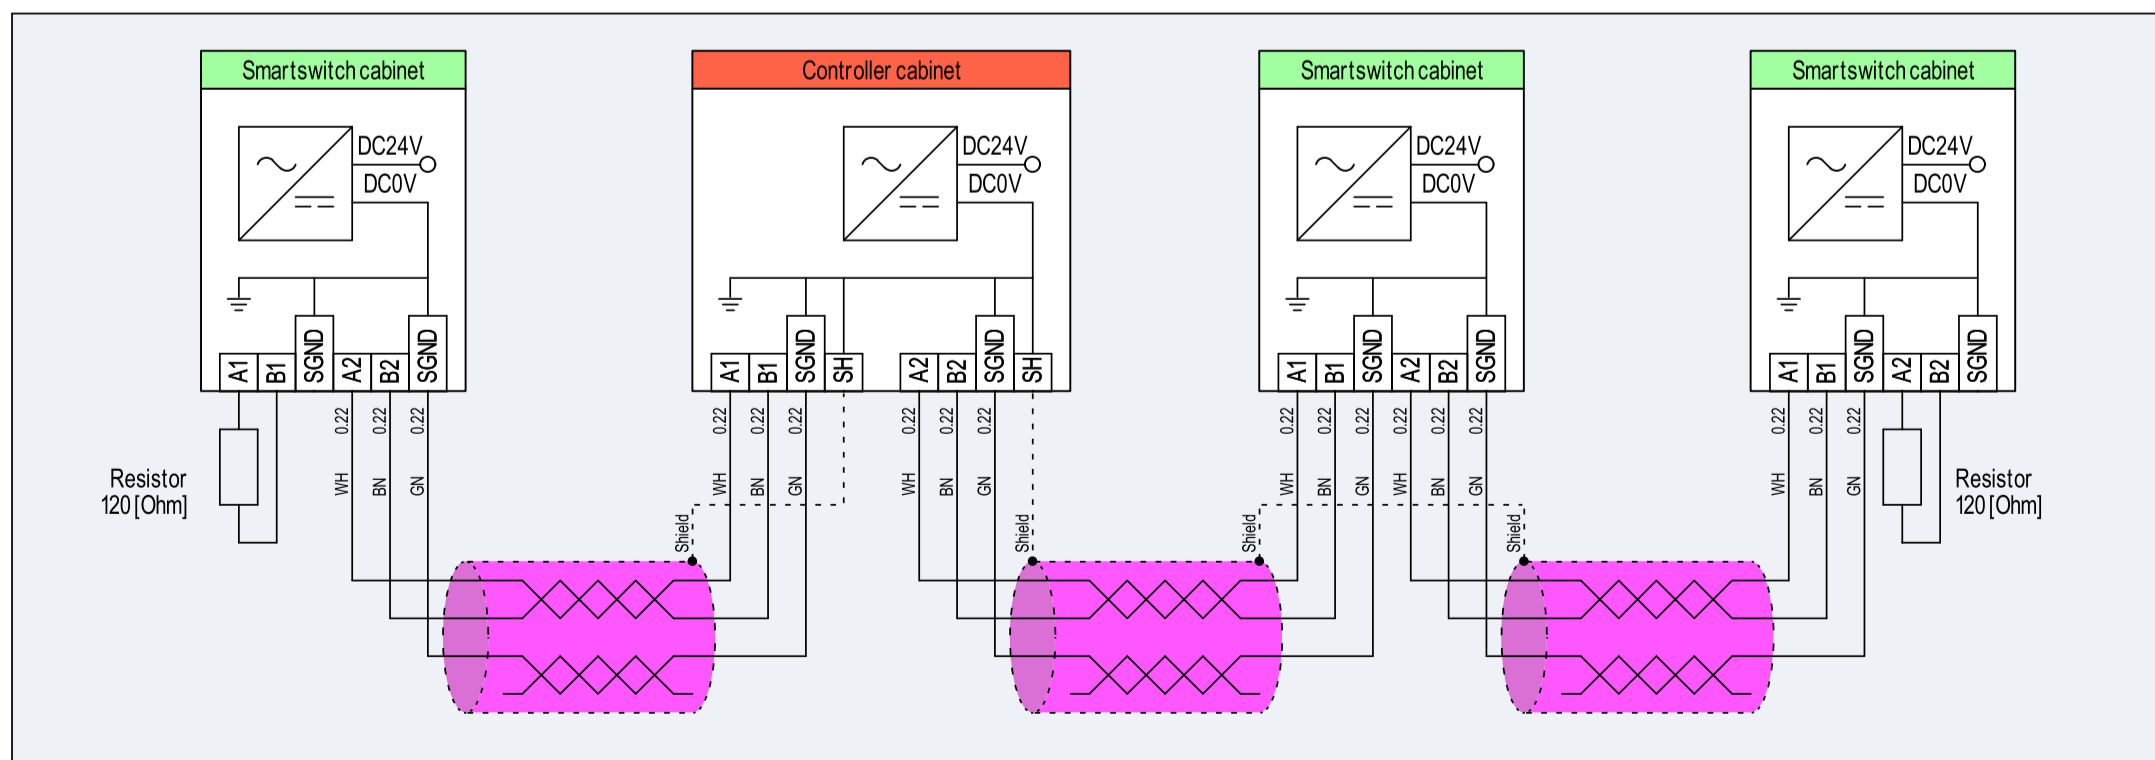 Smartswitch cabinet
DC24V
DC0V
A1 B1 SGND A2 B2 SGND
0.22 0.22 0.22
WH BN GN
Resistor
120 [Ohm]
Controller cabinet
DC24V
DC0V
A1 B1 SGND SH A2 B2 SGND SH
0.22 0.22 0.22 0.22 0.22 0.22
WH BN GN WH BN GN
Shield Shield
Smartswitch cabinet
DC24V
DC0V
A1 B1 SGND A2 B2 SGND
0.22 0.22 0.22 0.22 0.22 0.22
WH BN GN WH BN GN
Shield Shield
Smartswitch cabinet
DC24V
DC0V
A1 B1 SGND A2 B2 SGND
0.22 0.22 0.22
WH BN GN
Resistor
120 [Ohm]